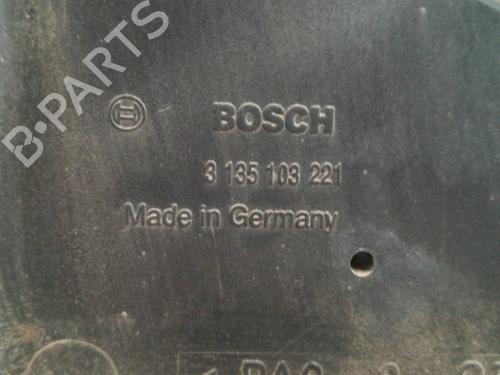 B-PARTS
BOSCH
3 135 103 221
Made in Germany